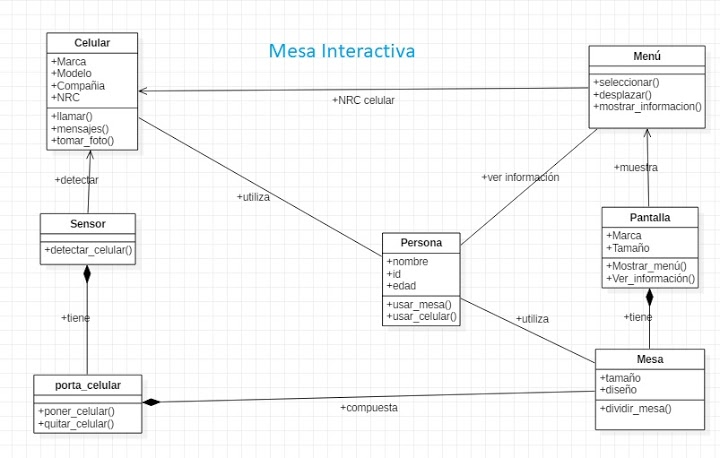 Mesa Interactiva
Celular
+Marca
+Modelo
+Compañia
+NRC
+llamar()
+mensajes()
+tomar_foto()
Menú
+seleccionar()
+desplazar()
+mostrar_informacion()
+NRC celular
+detectar
+utiliza
+ver información
+muestra
Sensor
+detectar_celular()
Persona
+nombre
+id
+edad
+usar_mesa()
+usar_celular()
Pantalla
+Marca
+Tamaño
+Mostrar_menú()
+Ver_información()
+tiene
+utiliza
+tiene
porta_celular
+poner_celular()
+quitar_celular()
+compuesta
Mesa
+tamaño
+diseño
+dividir_mesa()